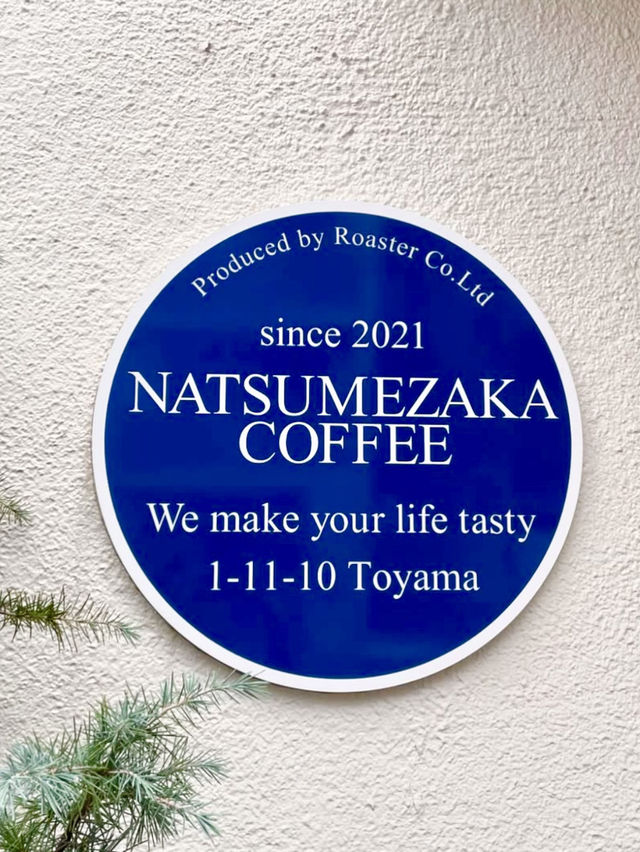 Produced by Roaster Co.Ltd
since 2021
NATSUMEZAKA
COFFEE
We make your life tasty
1-11-10 Toyama